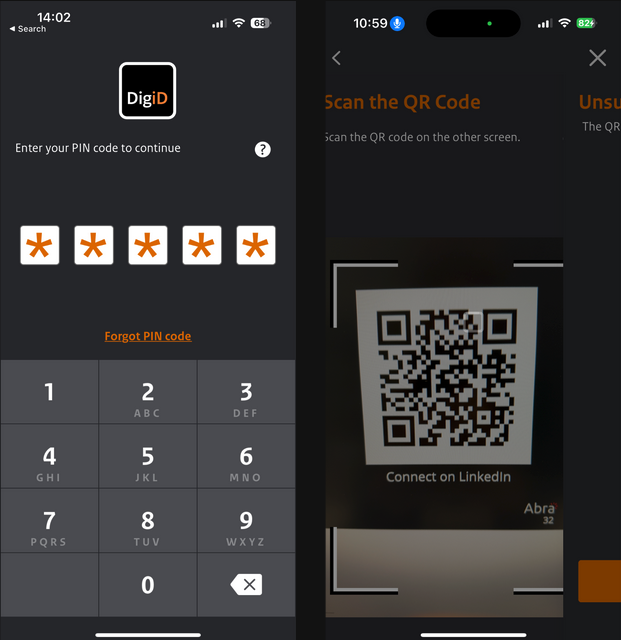 14:02
68
Search
DigiD
Enter your PIN code to continue
?
*
*
*
*
*
Forgot PIN code
1
2
ABC
3
DEF
4
GHI
5
JKL
6
MNO
7
PQRS
8
TUV
9
WXYZ
0
10:59
82
Scan the QR Code
Scan the QR code on the other screen.
Connect on LinkedIn
Abra
32
Unsu
The QR